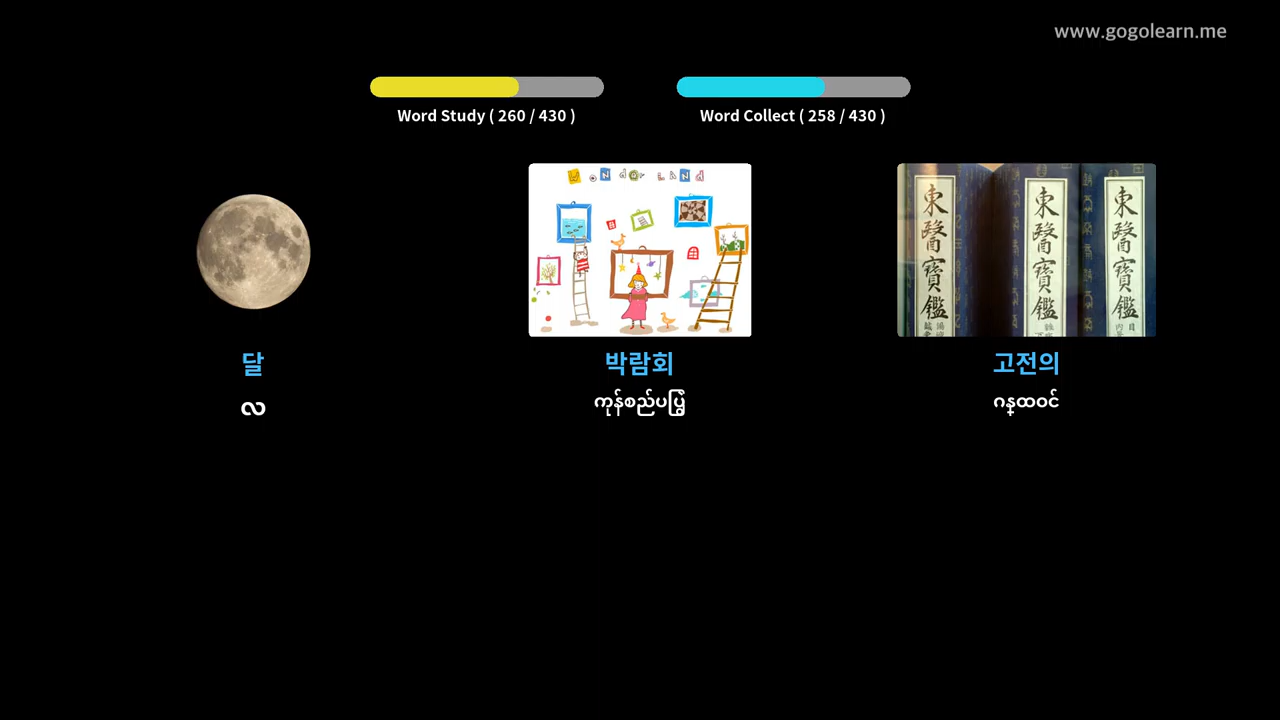 www.gogolearn.me
Word Study ( 260 / 430 )
Word Collect ( 258 / 430 )
WoNdər LaNd
東醫寶鑑
東醫寶鑑
東醫寶鑑
달
박람회
고전의
လ
ကုန်စည်ပပြွဲ
ဂန္ထဝင်